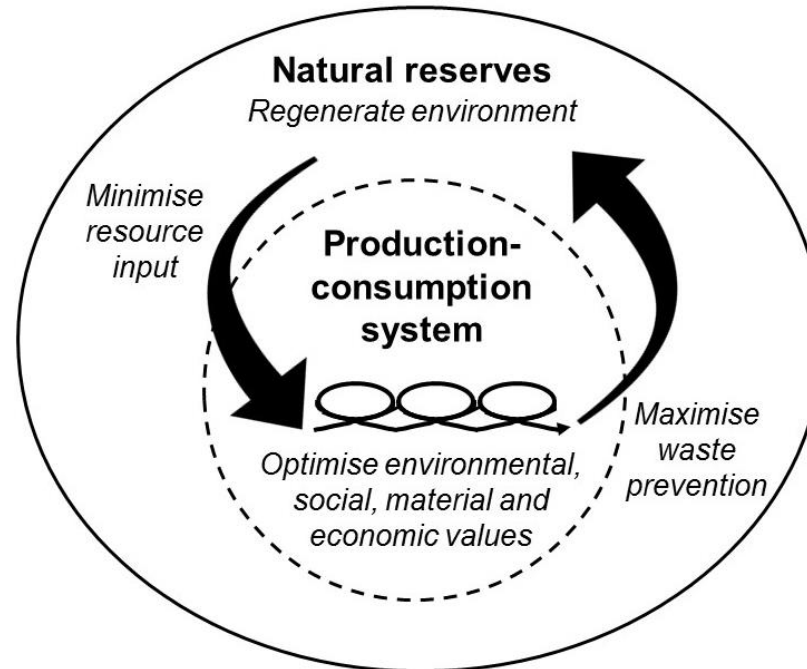 Natural reserves
Regenerate environment
Minimise
resource
input
Production-
consumption
system
Optimise environmental,
social, material and
economic values
Maximise
waste
prevention